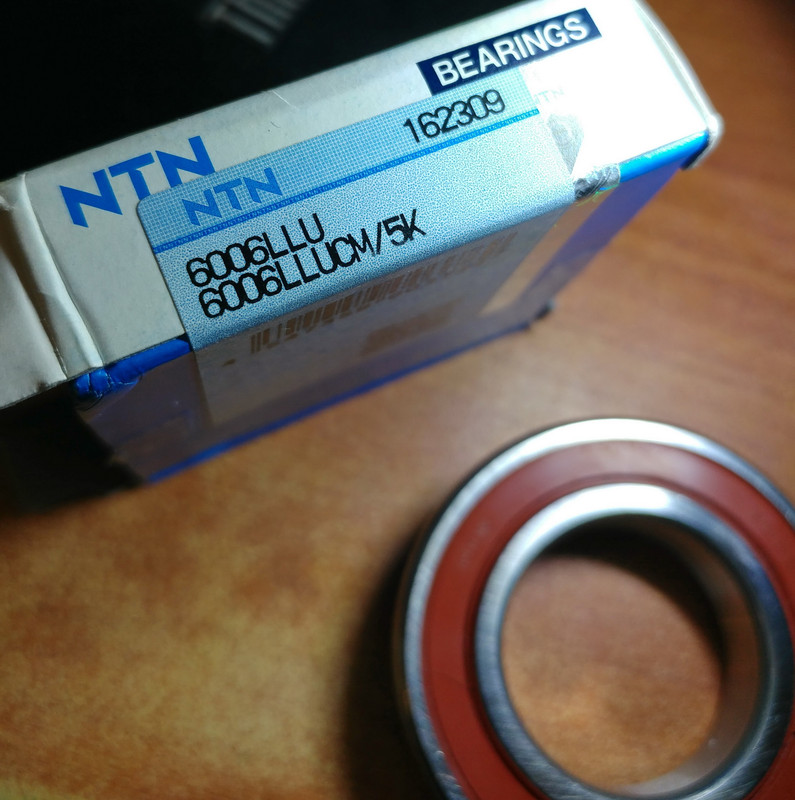 BEARINGS
162309
NTN
NTN
6006LLU
6006LLUCM/5K